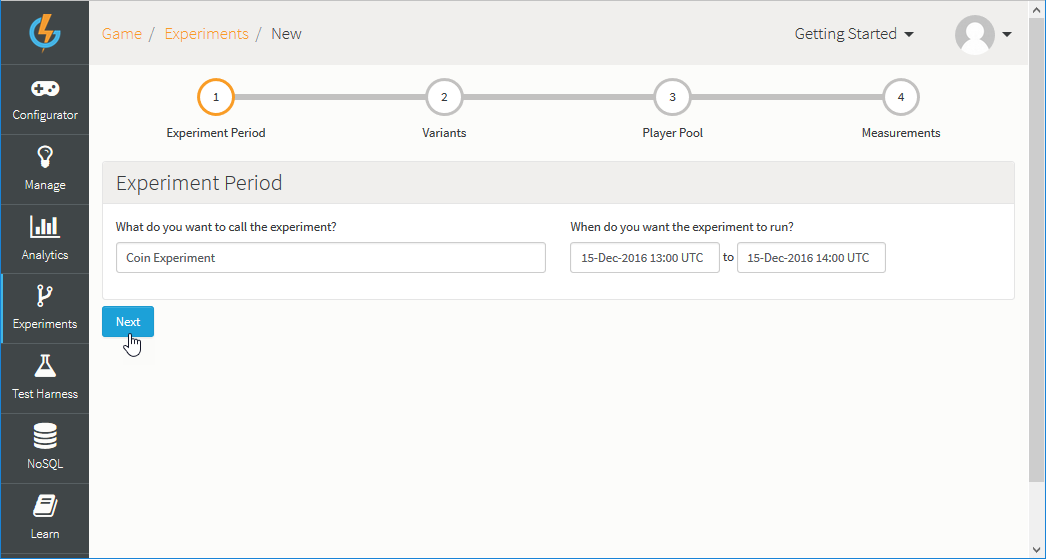 Game / Experiments / New
Getting Started
Configurator
Manage
Analytics
Experiments
Test Harness
NoSQL
Learn
1
2
3
4
Experiment Period
Variants
Player Pool
Measurements
Experiment Period
What do you want to call the experiment?
Coin Experiment
When do you want the experiment to run?
15-Dec-2016 13:00 UTC to 15-Dec-2016 14:00 UTC
Next